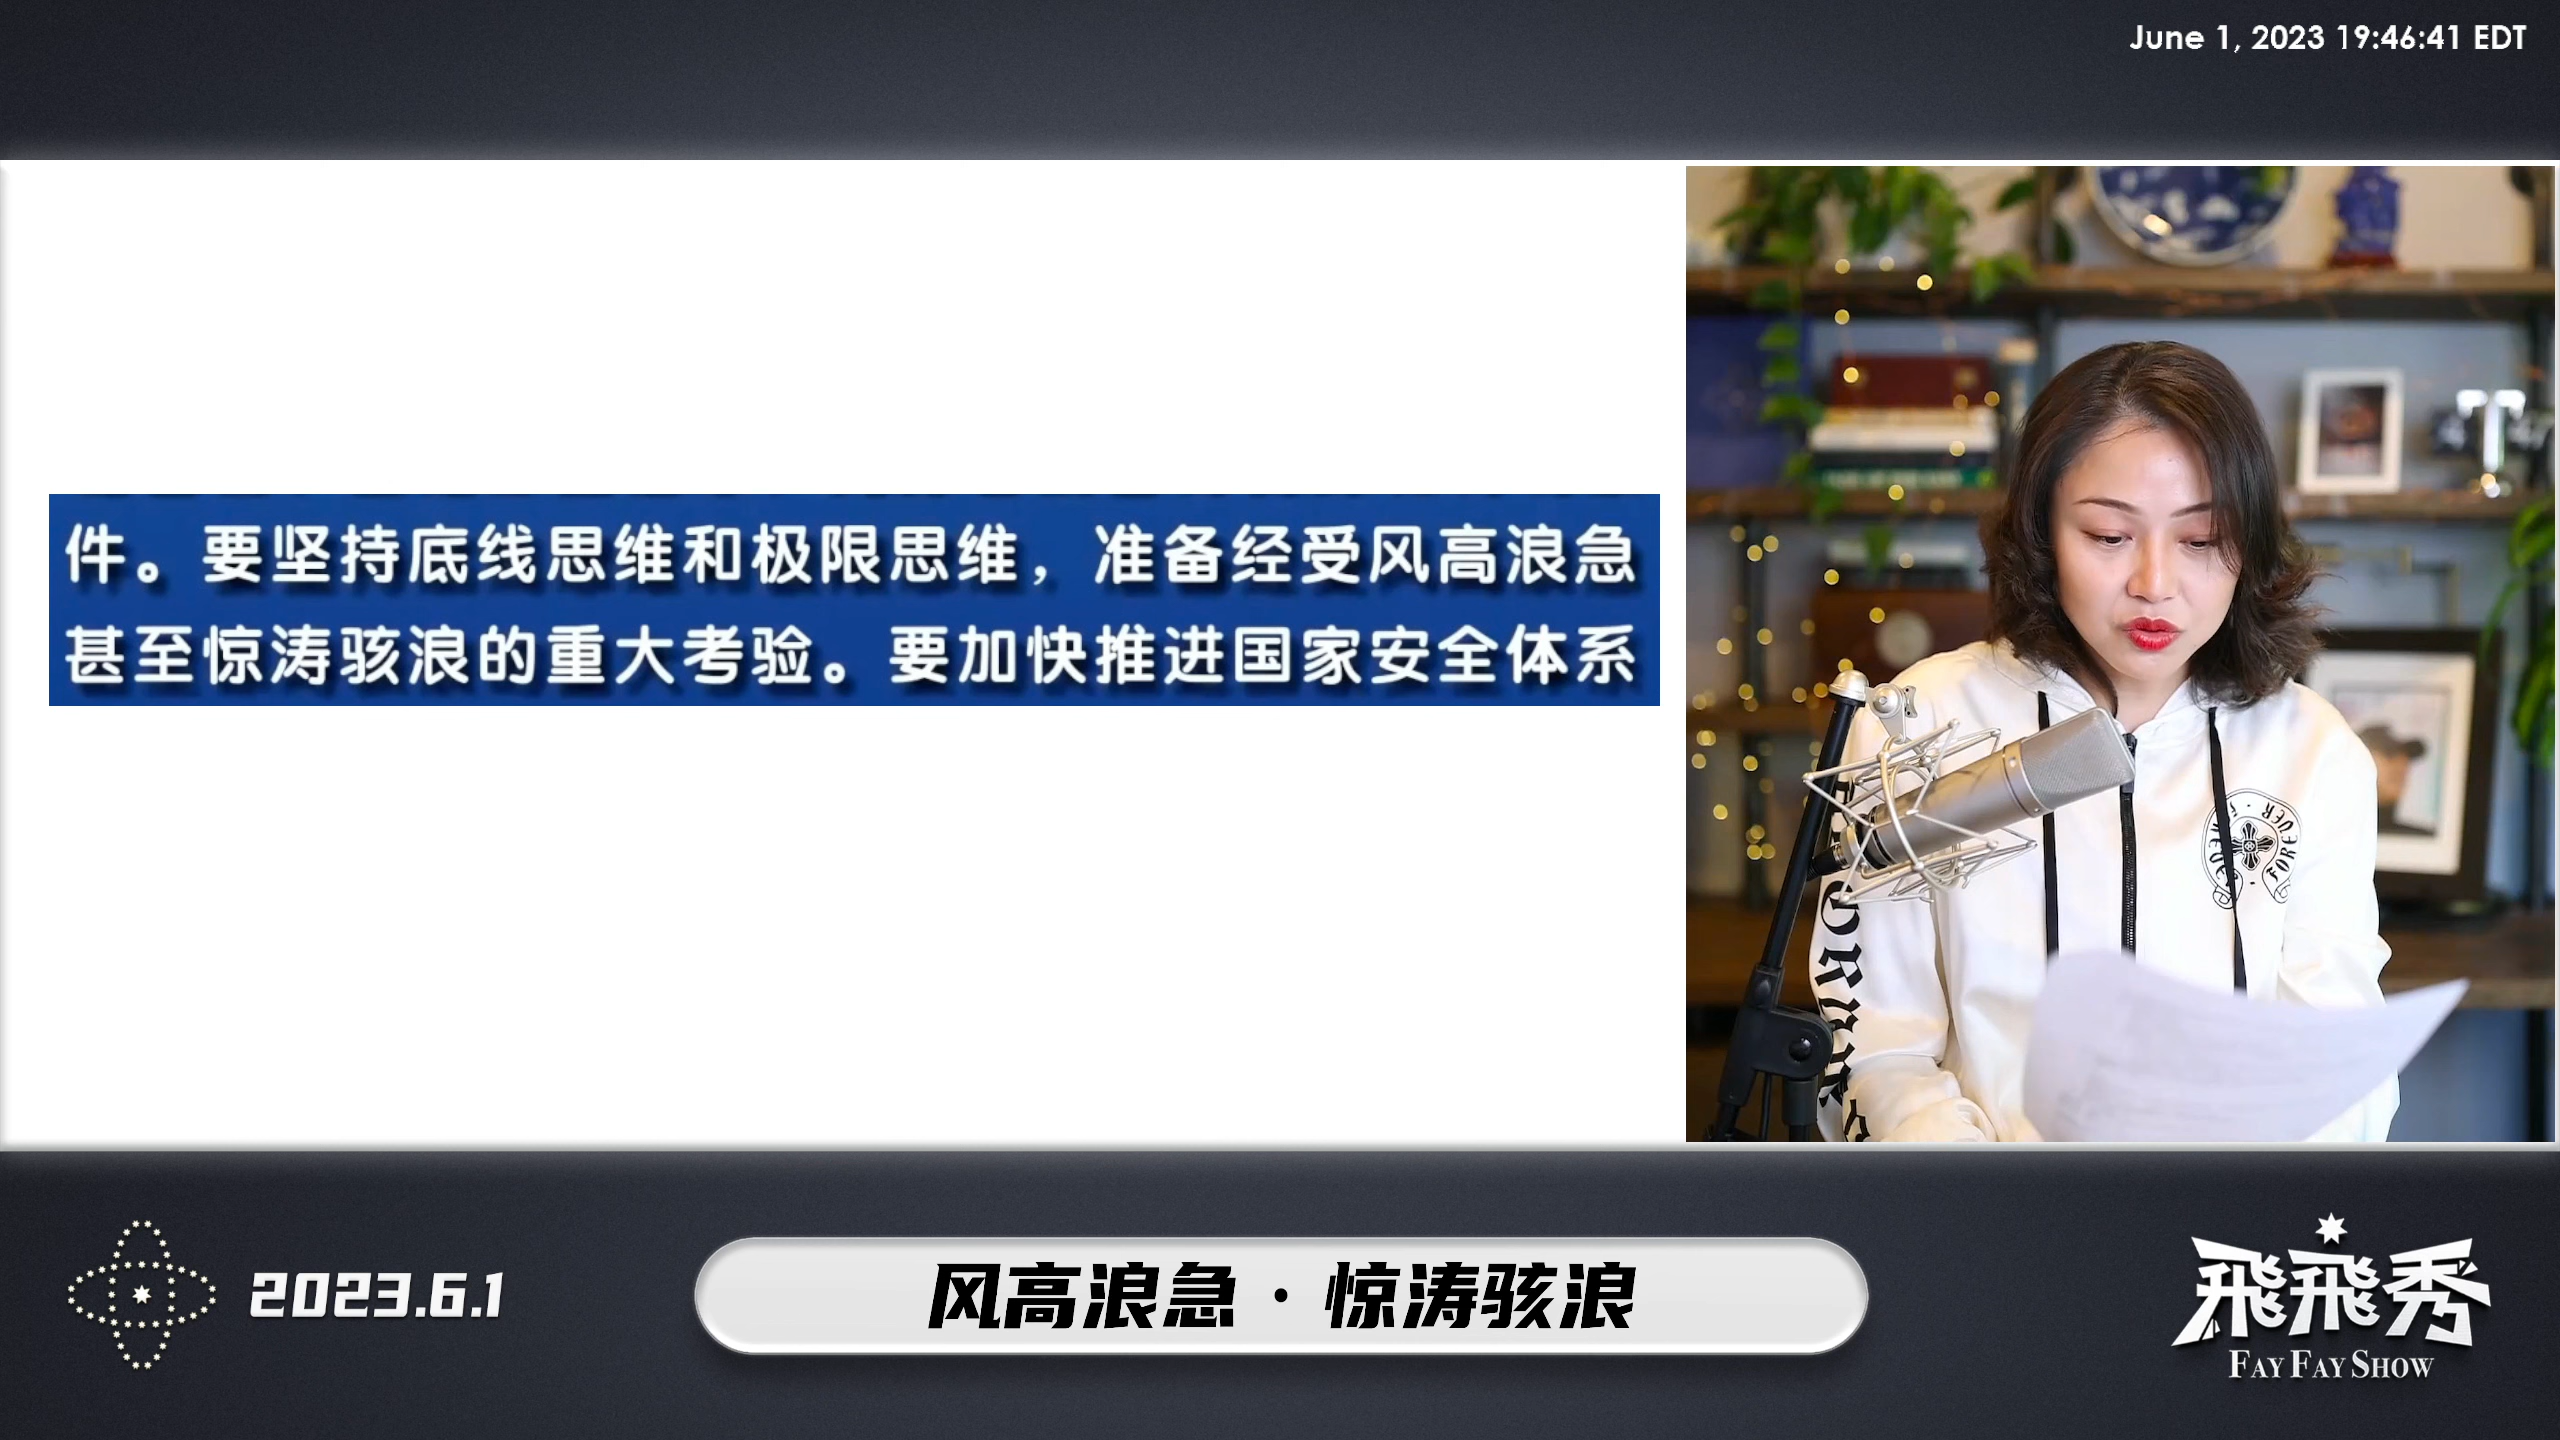 June 1, 2023 19:46:41 EDT
件。要坚持底线思维和极限思维，准备经受风高浪急
甚至惊涛骇浪的重大考验。要加快推进国家安全体系
FOREVER
2023.6.1
风高浪急 · 惊涛骇浪
飛飛秀
FAY FAY SHOW